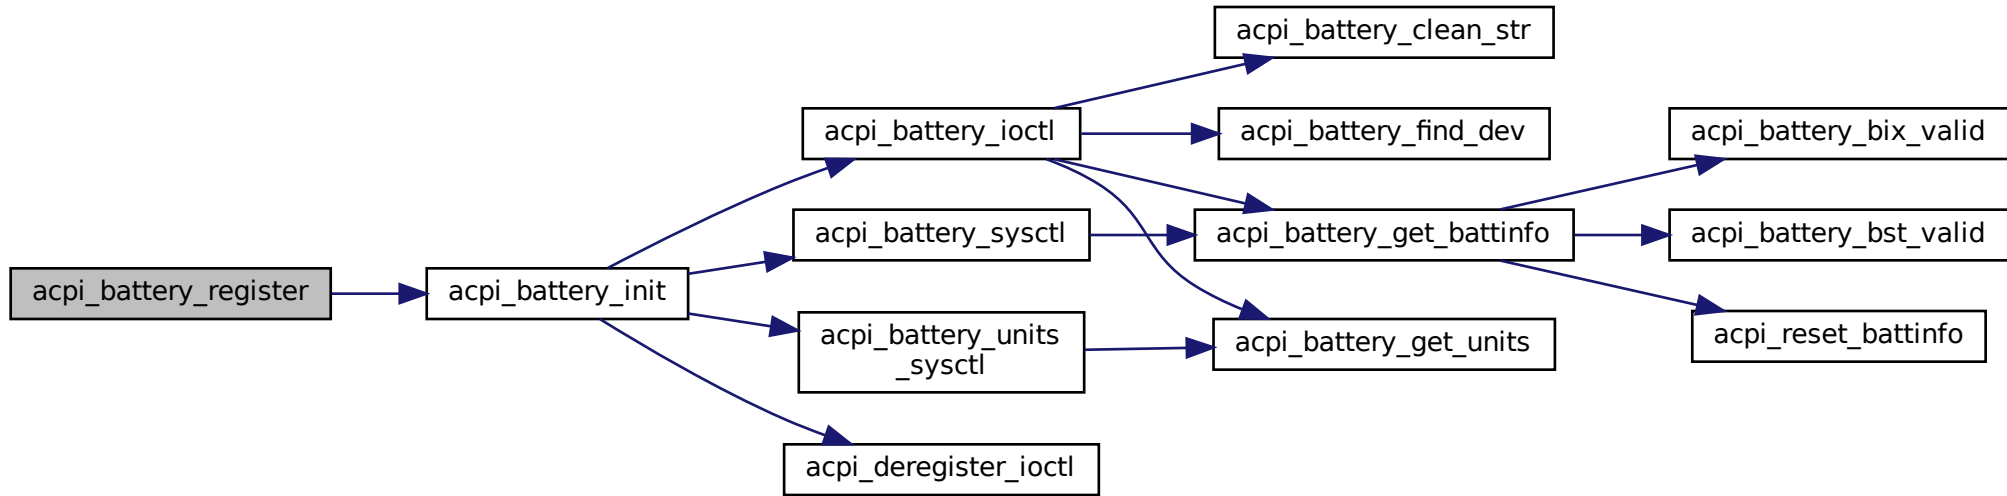 acpi_battery_register
acpi_battery_init
acpi_battery_ioctl
acpi_battery_sysctl
acpi_battery_units
_sysctl
acpi_deregister_ioctl
acpi_battery_clean_str
acpi_battery_find_dev
acpi_battery_get_battinfo
acpi_battery_get_units
acpi_battery_bix_valid
acpi_battery_bst_valid
acpi_reset_battinfo